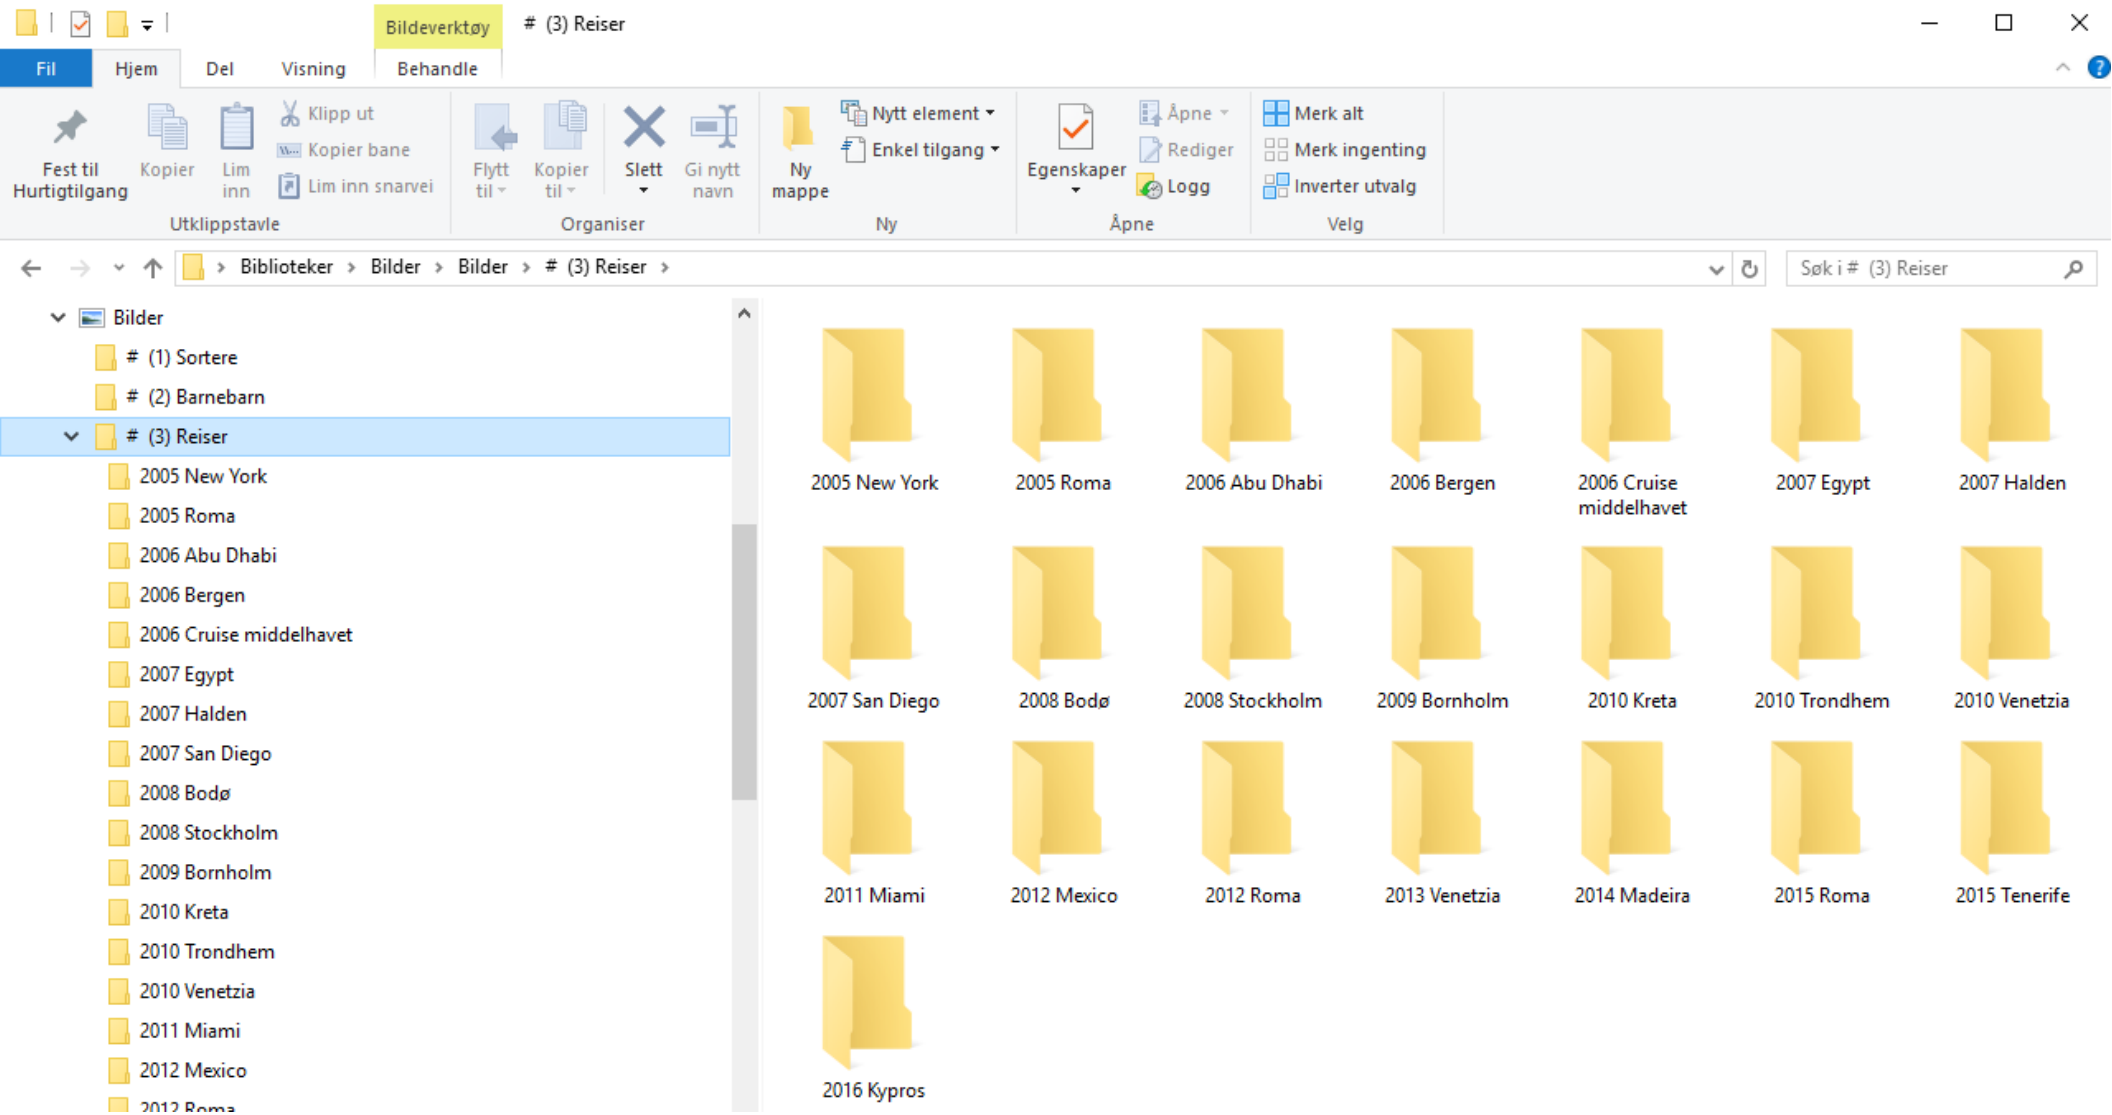 Bildeverktøy
# (3) Reiser
Fil
Hjem
Del
Visning
Behandle
Fest til
Hurtigtilgang
Kopier
Lim
inn
Klipp ut
Kopier bane
Lim inn snarvei
Utklippstavle
Flytt
til
Kopier
til
Slett
Gi nytt
navn
Organiser
Ny
mappe
Nytt element
Enkel tilgang
Ny
Egenskaper
Åpne
Rediger
Logg
Åpne
Merk alt
Merk ingenting
Inverter utvalg
Velg
Biblioteker > Bilder > Bilder > # (3) Reiser >
Søk i # (3) Reiser
Bilder
# (1) Sortere
# (2) Barnebarn
# (3) Reiser
2005 New York
2005 Roma
2006 Abu Dhabi
2006 Bergen
2006 Cruise middelhavet
2007 Egypt
2007 Halden
2007 San Diego
2008 Bodø
2008 Stockholm
2009 Bornholm
2010 Kreta
2010 Trondhem
2010 Venetzia
2011 Miami
2012 Mexico
2012 Roma
2005 New York
2005 Roma
2006 Abu Dhabi
2006 Bergen
2006 Cruise
middelhavet
2007 Egypt
2007 Halden
2007 San Diego
2008 Bodø
2008 Stockholm
2009 Bornholm
2010 Kreta
2010 Trondhem
2010 Venetzia
2011 Miami
2012 Mexico
2012 Roma
2013 Venetzia
2014 Madeira
2015 Roma
2015 Tenerife
2016 Kypros